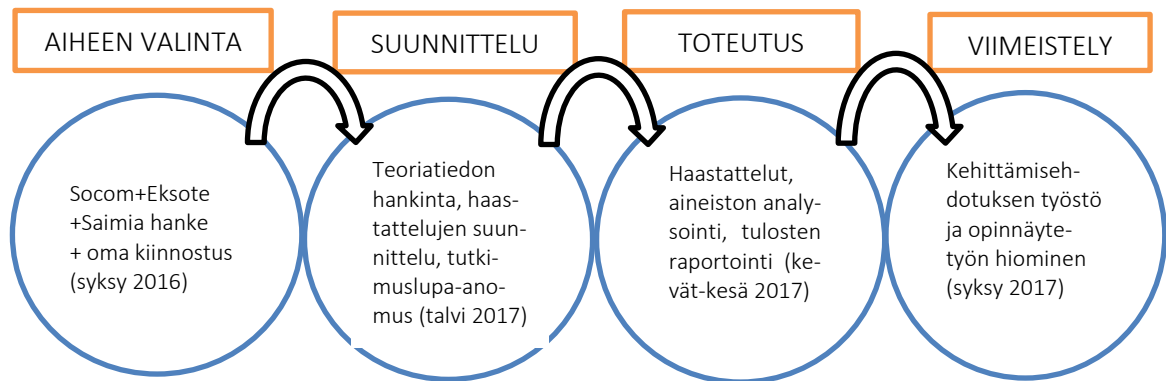 AIHEEN VALINTA
SUUNNITTELU
TOTEUTUS
VIIMEISTELY
Socom+Eksote
+Saimia hanke
+ oma kiinnostus
(syksy 2016)
Teoriatiedon
hankinta, haas-
tattelujen suun-
nittelu, tutki-
muslupa-ano-
mus (talvi 2017)
Haastattelut,
aineiston analy-
sointi, tulosten
raportointi (ke-
vät-kesä 2017)
Kehittämiseh-
dotuksen työstö
ja opinnäyte-
työn hiominen
(syksy 2017)